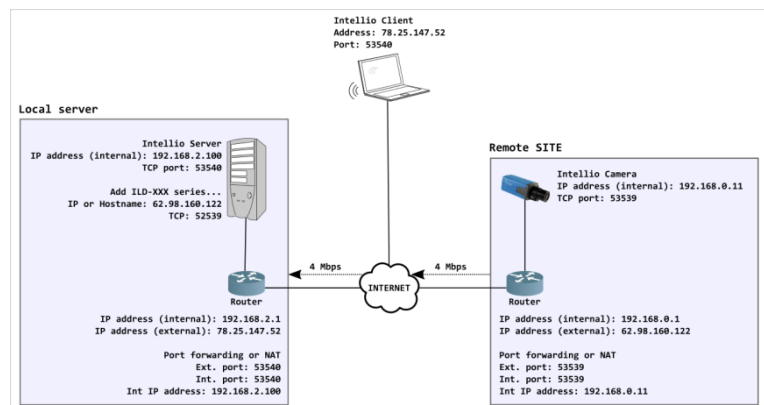 Intellio Client
Address: 78.25.147.52
Port: 53540
Local server
Intellio Server
IP address (internal): 192.168.2.100
TCP port: 53540
Add ILD-XXX series...
IP or Hostname: 62.98.160.122
TCP: 52539
Remote SITE
Intellio Camera
IP address (internal): 192.168.0.11
TCP port: 53539
4 Mbps
4 Mbps
INTERNET
Router
Router
IP address (internal): 192.168.2.1
IP address (external): 78.25.147.52
Port forwarding or NAT
Ext. port: 53540
Int. port: 53540
Int IP address: 192.168.2.100
IP address (internal): 192.168.0.1
IP address (external): 62.98.160.122
Port forwarding or NAT
Ext. port: 53539
Int. port: 53539
Int IP address: 192.168.0.11